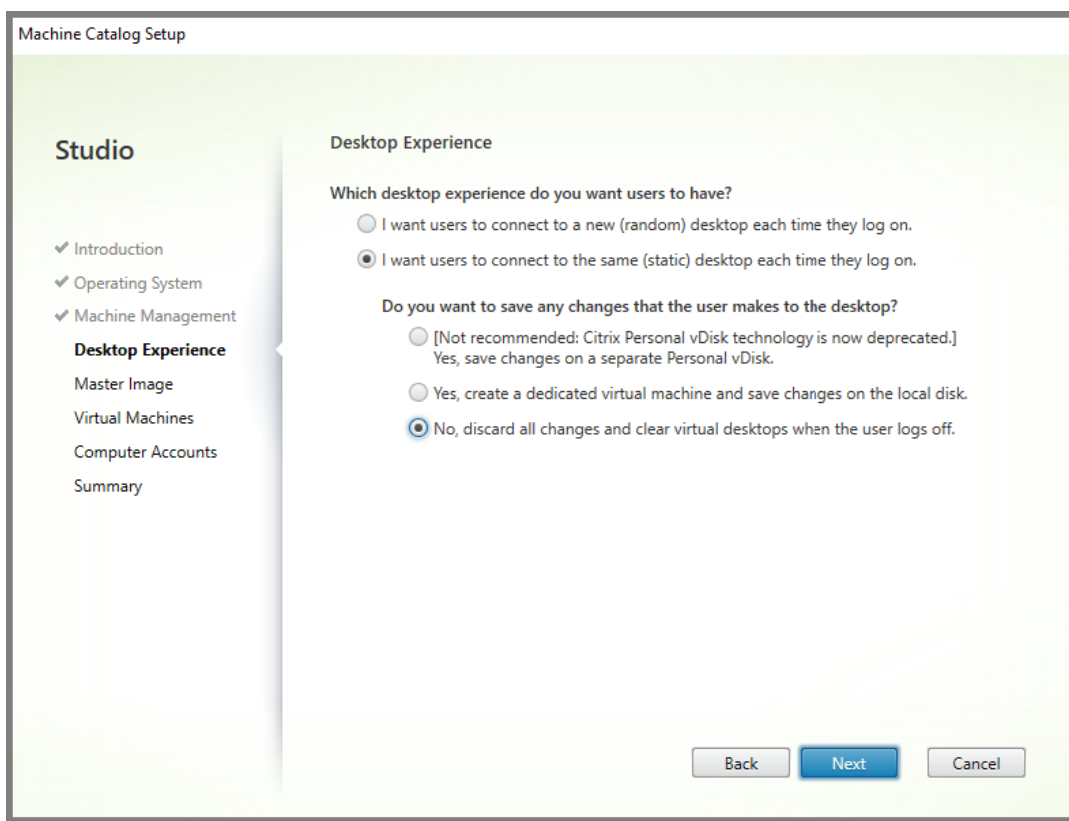 Machine Catalog Setup
Studio
Introduction
Operating System
Machine Management
Desktop Experience
Master Image
Virtual Machines
Computer Accounts
Summary
Desktop Experience
Which desktop experience do you want users to have?
I want users to connect to a new (random) desktop each time they log on.
I want users to connect to the same (static) desktop each time they log on.
Do you want to save any changes that the user makes to the desktop?
[Not recommended: Citrix Personal vDisk technology is now deprecated.]
Yes, save changes on a separate Personal vDisk.
Yes, create a dedicated virtual machine and save changes on the local disk.
No, discard all changes and clear virtual desktops when the user logs off.
Back
Next
Cancel